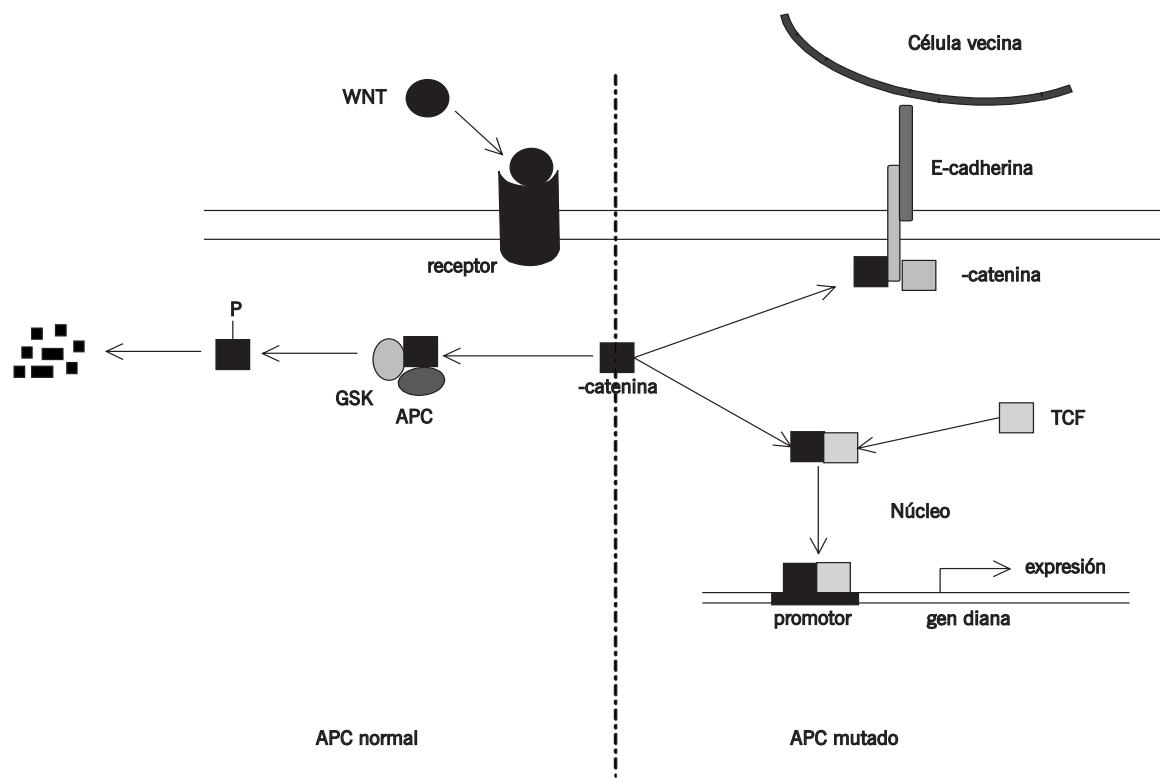 Célula vecina
WNT
E-cadherina
receptor
-catenina
P
GSK
APC
-catenina
TCF
Núcleo
expresión
promotor
gen diana
APC normal
APC mutado